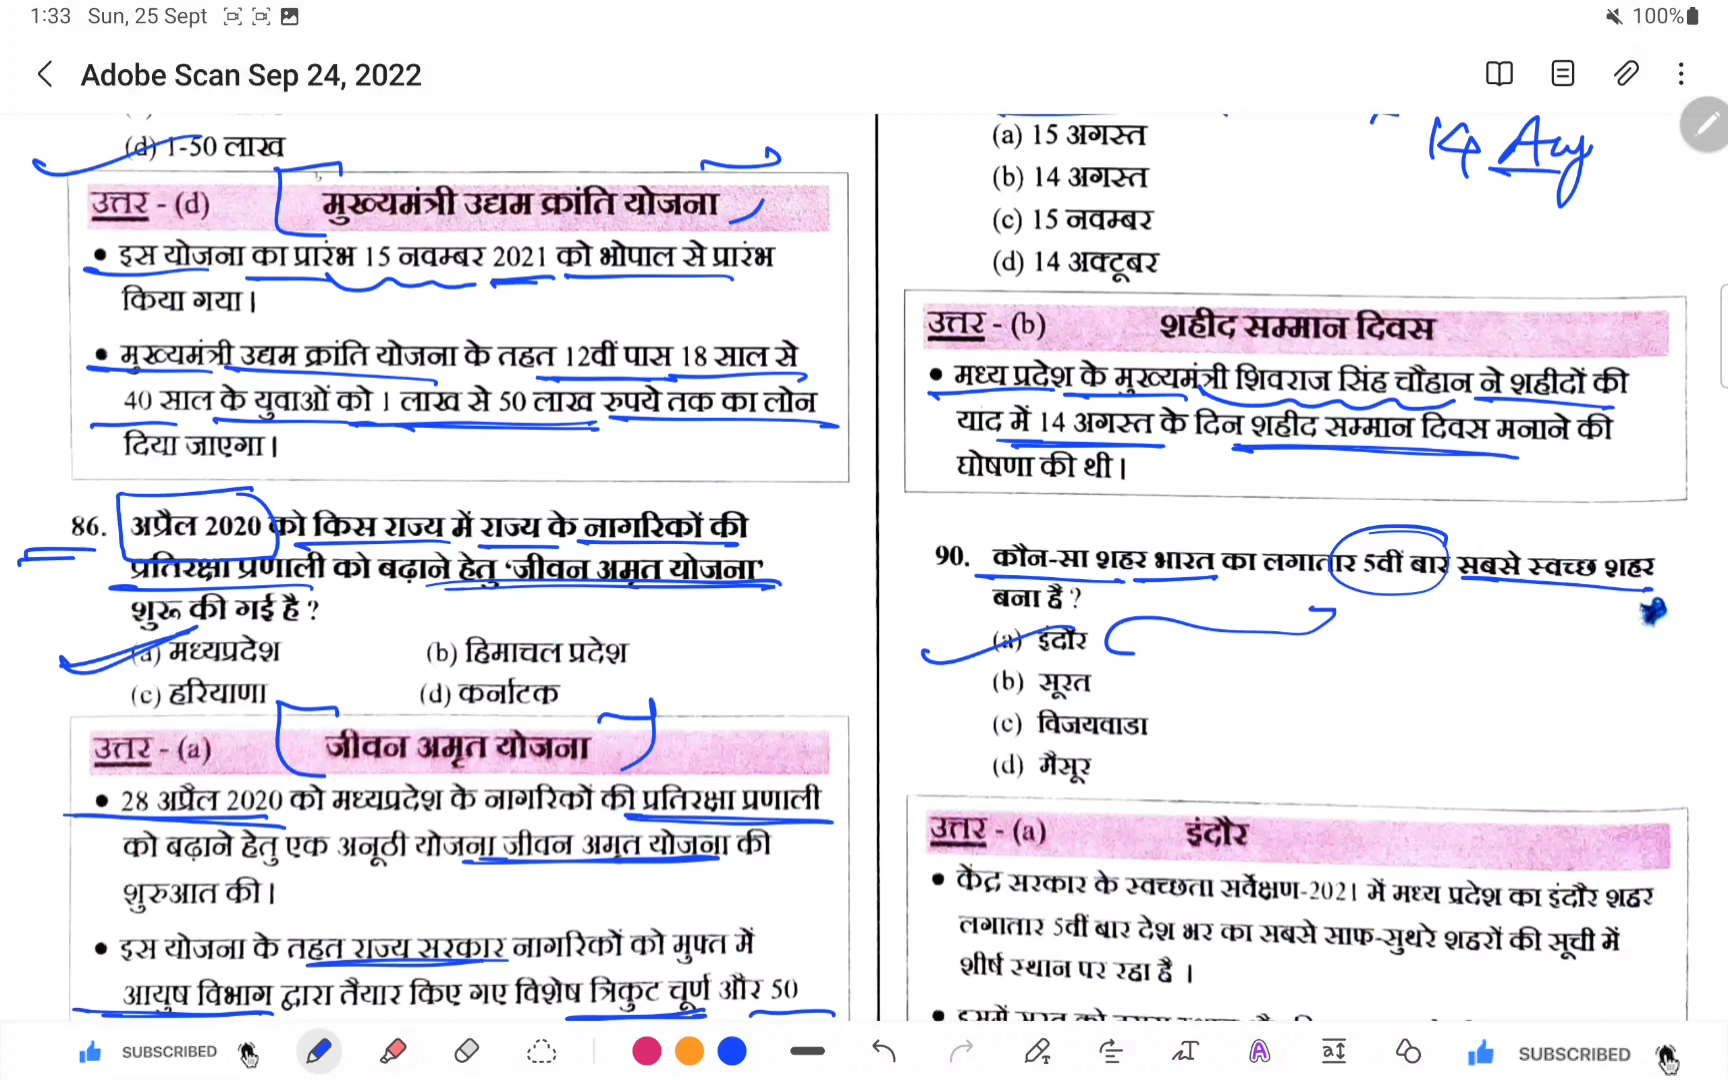 1:33 Sun, 25 Sept
100%
Adobe Scan Sep 24, 2022
(d) 1-50 लाख
उत्तर - (d) मुख्यमंत्री उद्यम क्रांति योजना
• इस योजना का प्रारंभ 15 नवम्बर 2021 को भोपाल से प्रारंभ
किया गया।
• मुख्यमंत्री उद्यम क्रांति योजना के तहत 12वीं पास 18 साल से
40 साल के युवाओं को 1 लाख से 50 लाख रुपये तक का लोन
दिया जाएगा।
86. अप्रैल 2020 को किस राज्य में राज्य के नागरिकों की
प्रतिरक्षा प्रणाली को बढ़ाने हेतु ‘जीवन अमृत योजना’
शुरू की गई है ?
(a) मध्यप्रदेश (b) हिमाचल प्रदेश
(c) हरियाणा (d) कर्नाटक
उत्तर - (a) जीवन अमृत योजना
• 28 अप्रैल 2020 को मध्यप्रदेश के नागरिकों की प्रतिरक्षा प्रणाली
को बढ़ाने हेतु एक अनूठी योजना जीवन अमृत योजना की
शुरुआत की।
• इस योजना के तहत राज्य सरकार नागरिकों को मुफ्त में
आयुष विभाग द्वारा तैयार किए गए विशेष त्रिकुट चूर्ण और 50
14 Aug
(a) 15 अगस्त
(b) 14 अगस्त
(c) 15 नवम्बर
(d) 14 अक्टूबर
उत्तर - (b) शहीद सम्मान दिवस
• मध्य प्रदेश के मुख्यमंत्री शिवराज सिंह चौहान ने शहीदों की
याद में 14 अगस्त के दिन शहीद सम्मान दिवस मनाने की
घोषणा की थी।
90. कौन-सा शहर भारत का लगातार 5वीं बार सबसे स्वच्छ शहर
बना है ?
(a) इंदौर
(b) सूरत
(c) विजयवाडा
(d) मैसूर
उत्तर - (a) इंदौर
• केंद्र सरकार के स्वच्छता सर्वेक्षण-2021 में मध्य प्रदेश का इंदौर शहर
लगातार 5वीं बार देश भर का सबसे साफ-सुथरे शहरों की सूची में
शीर्ष स्थान पर रहा है ।
SUBSCRIBED
SUBSCRIBED